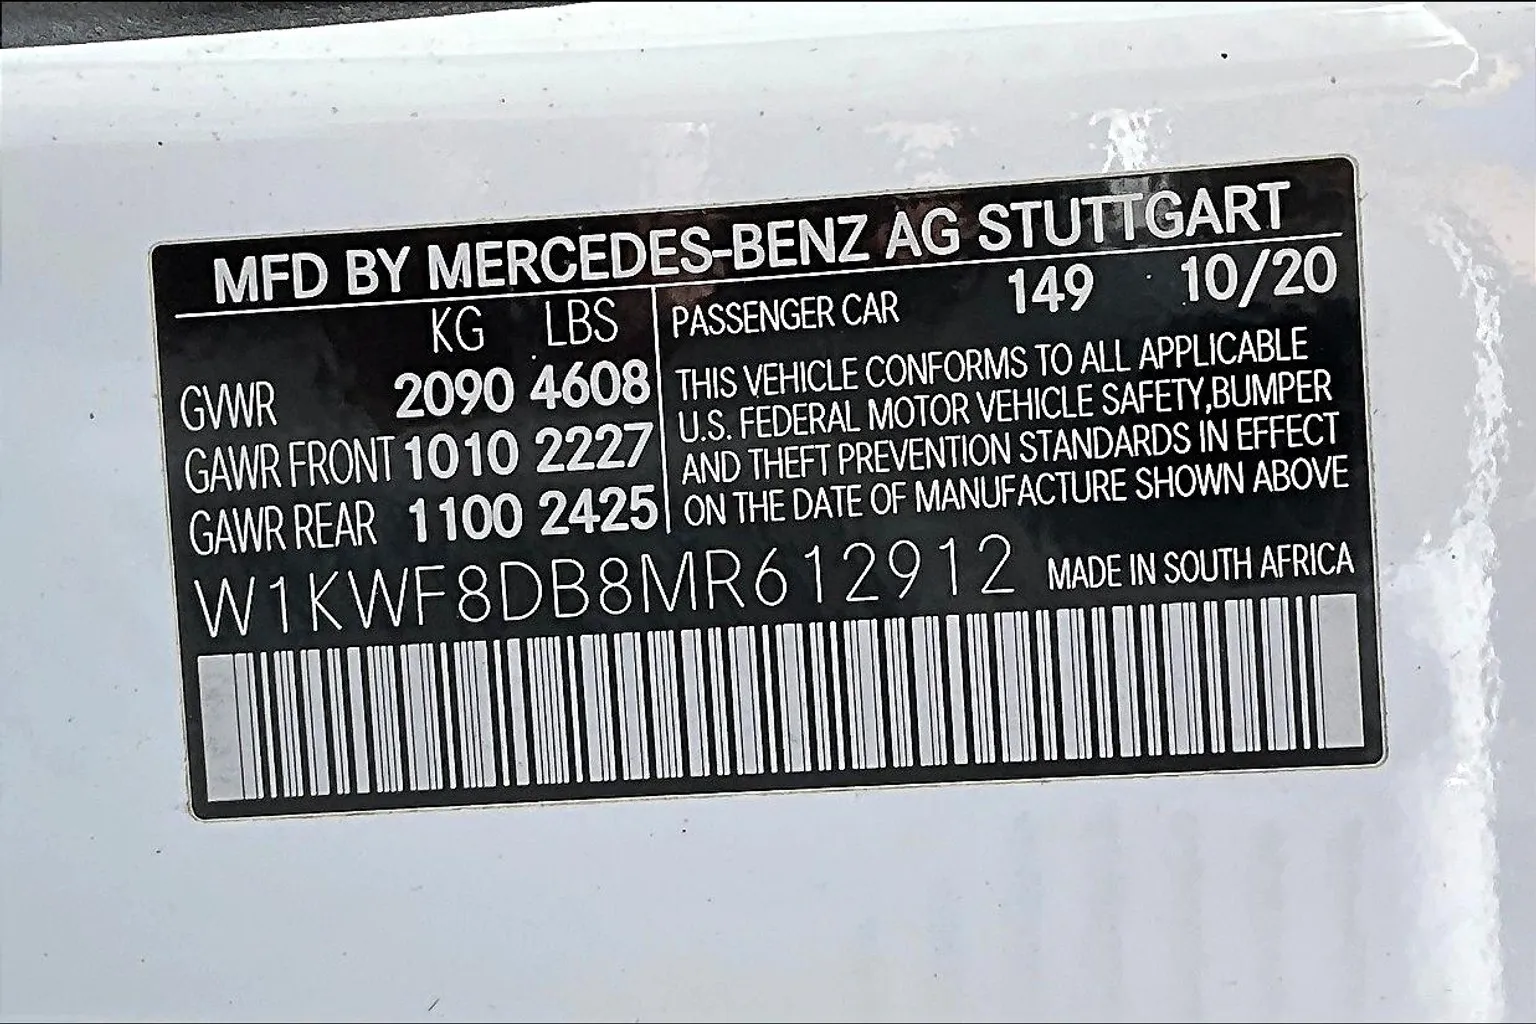 MFD BY MERCEDES-BENZ AG STUTTGART
KG LBS
GVWR 2090 4608
GAWR FRONT 1010 2227
GAWR REAR 1100 2425
PASSENGER CAR 149 10/20
THIS VEHICLE CONFORMS TO ALL APPLICABLE
U.S. FEDERAL MOTOR VEHICLE SAFETY,BUMPER
AND THEFT PREVENTION STANDARDS IN EFFECT
ON THE DATE OF MANUFACTURE SHOWN ABOVE
W1KWF8DB8MR612912 MADE IN SOUTH AFRICA